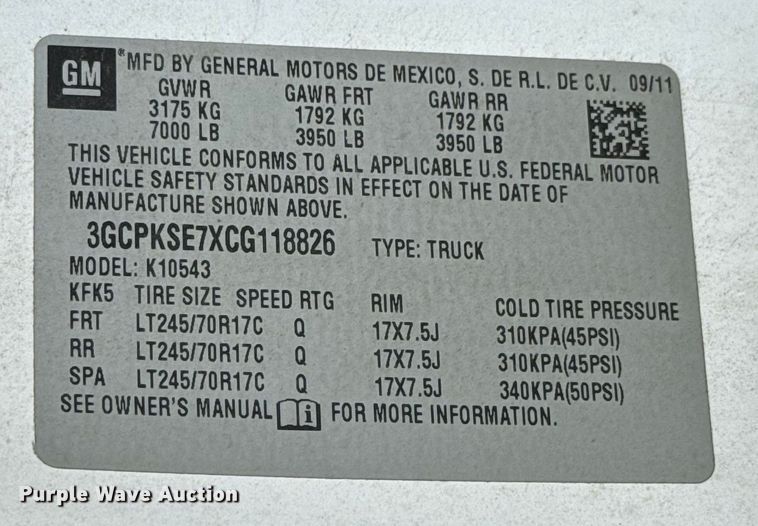 GM
*MFD BY GENERAL MOTORS DE MEXICO, S. DE R.L. DE C.V. 09/11
GVWR GAWR FRT GAWR RR
3175 KG 1792 KG 1792 KG
7000 LB 3950 LB 3950 LB
THIS VEHICLE CONFORMS TO ALL APPLICABLE U.S. FEDERAL MOTOR
VEHICLE SAFETY STANDARDS IN EFFECT ON THE DATE OF
MANUFACTURE SHOWN ABOVE.
3GCPKSE7XCG118826 TYPE: TRUCK
MODEL: K10543
KFK5 TIRE SIZE SPEED RTG RIM COLD TIRE PRESSURE
FRT LT245/70R17C Q 17X7.5J 310KPA(45PSI)
RR LT245/70R17C Q 17X7.5J 310KPA(45PSI)
SPA LT245/70R17C Q 17X7.5J 340KPA(50PSI)
SEE OWNER'S MANUAL i FOR MORE INFORMATION.
Purple Wave Auction